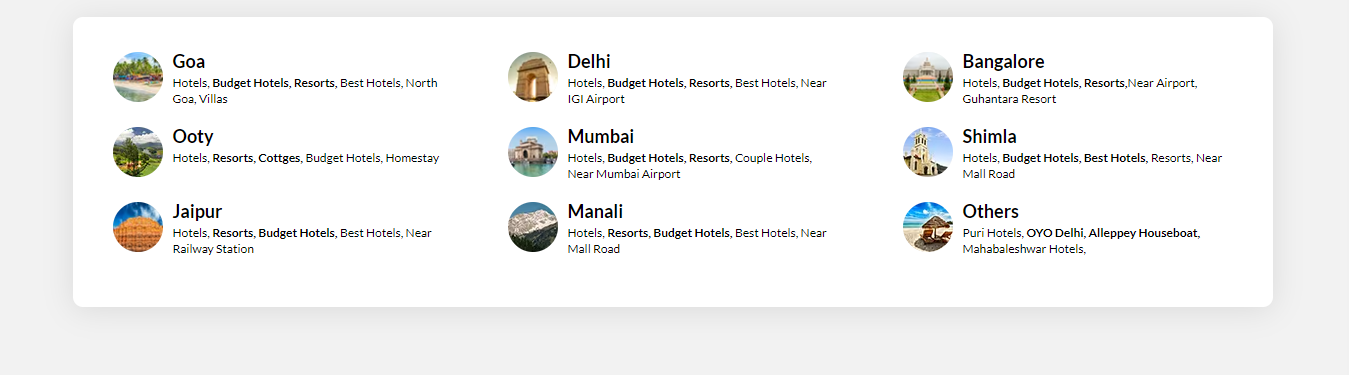 Goa
Hotels, Budget Hotels, Resorts, Best Hotels, North
Goa, Villas
Delhi
Hotels, Budget Hotels, Resorts, Best Hotels, Near
IGI Airport
Bangalore
Hotels, Budget Hotels, Resorts,Near Airport,
Guhantara Resort
Ooty
Hotels, Resorts, Cottges, Budget Hotels, Homestay
Mumbai
Hotels, Budget Hotels, Resorts, Couple Hotels,
Near Mumbai Airport
Shimla
Hotels, Budget Hotels, Best Hotels, Resorts, Near
Mall Road
Jaipur
Hotels, Resorts, Budget Hotels, Best Hotels, Near
Railway Station
Manali
Hotels, Resorts, Budget Hotels, Best Hotels, Near
Mall Road
Others
Puri Hotels, OYO Delhi, Alleppey Houseboat,
Mahabaleshwar Hotels,